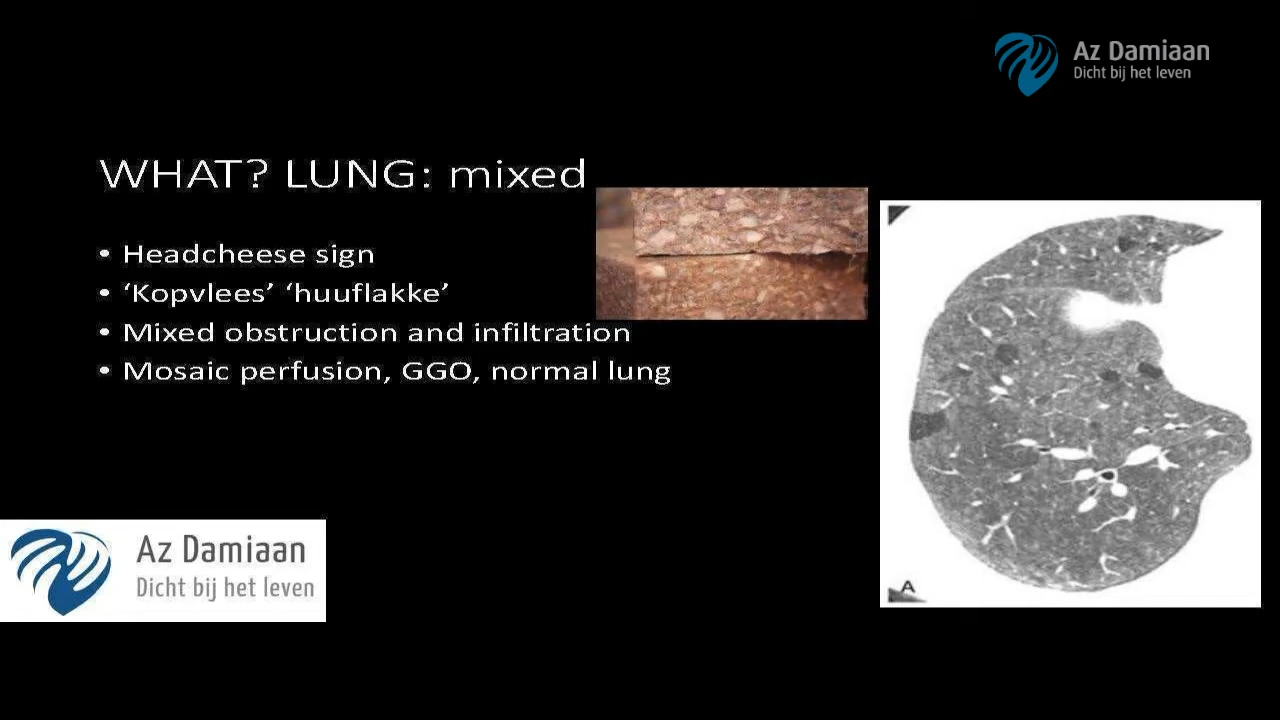 Az Damiaan
Dicht bij het leven
WHAT? LUNG: mixed
• Headcheese sign
• ‘Kopvlees’ ‘huuflakke’
• Mixed obstruction and infiltration
• Mosaic perfusion, GGO, normal lung
Az Damiaan
Dicht bij het leven
A